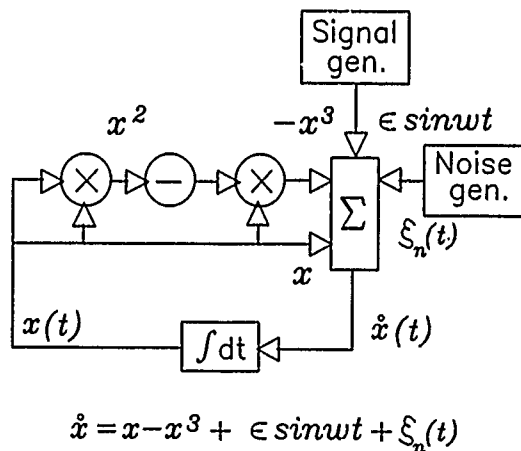 Signal
gen.
x²
−x³
∈ sinwt
×
−
×
Σ
Noise
gen.
ξₙ(t)
x
x(t)
∫dt
x̊(t)
x̊ = x−x³ + ∈ sinwt + ξₙ(t)